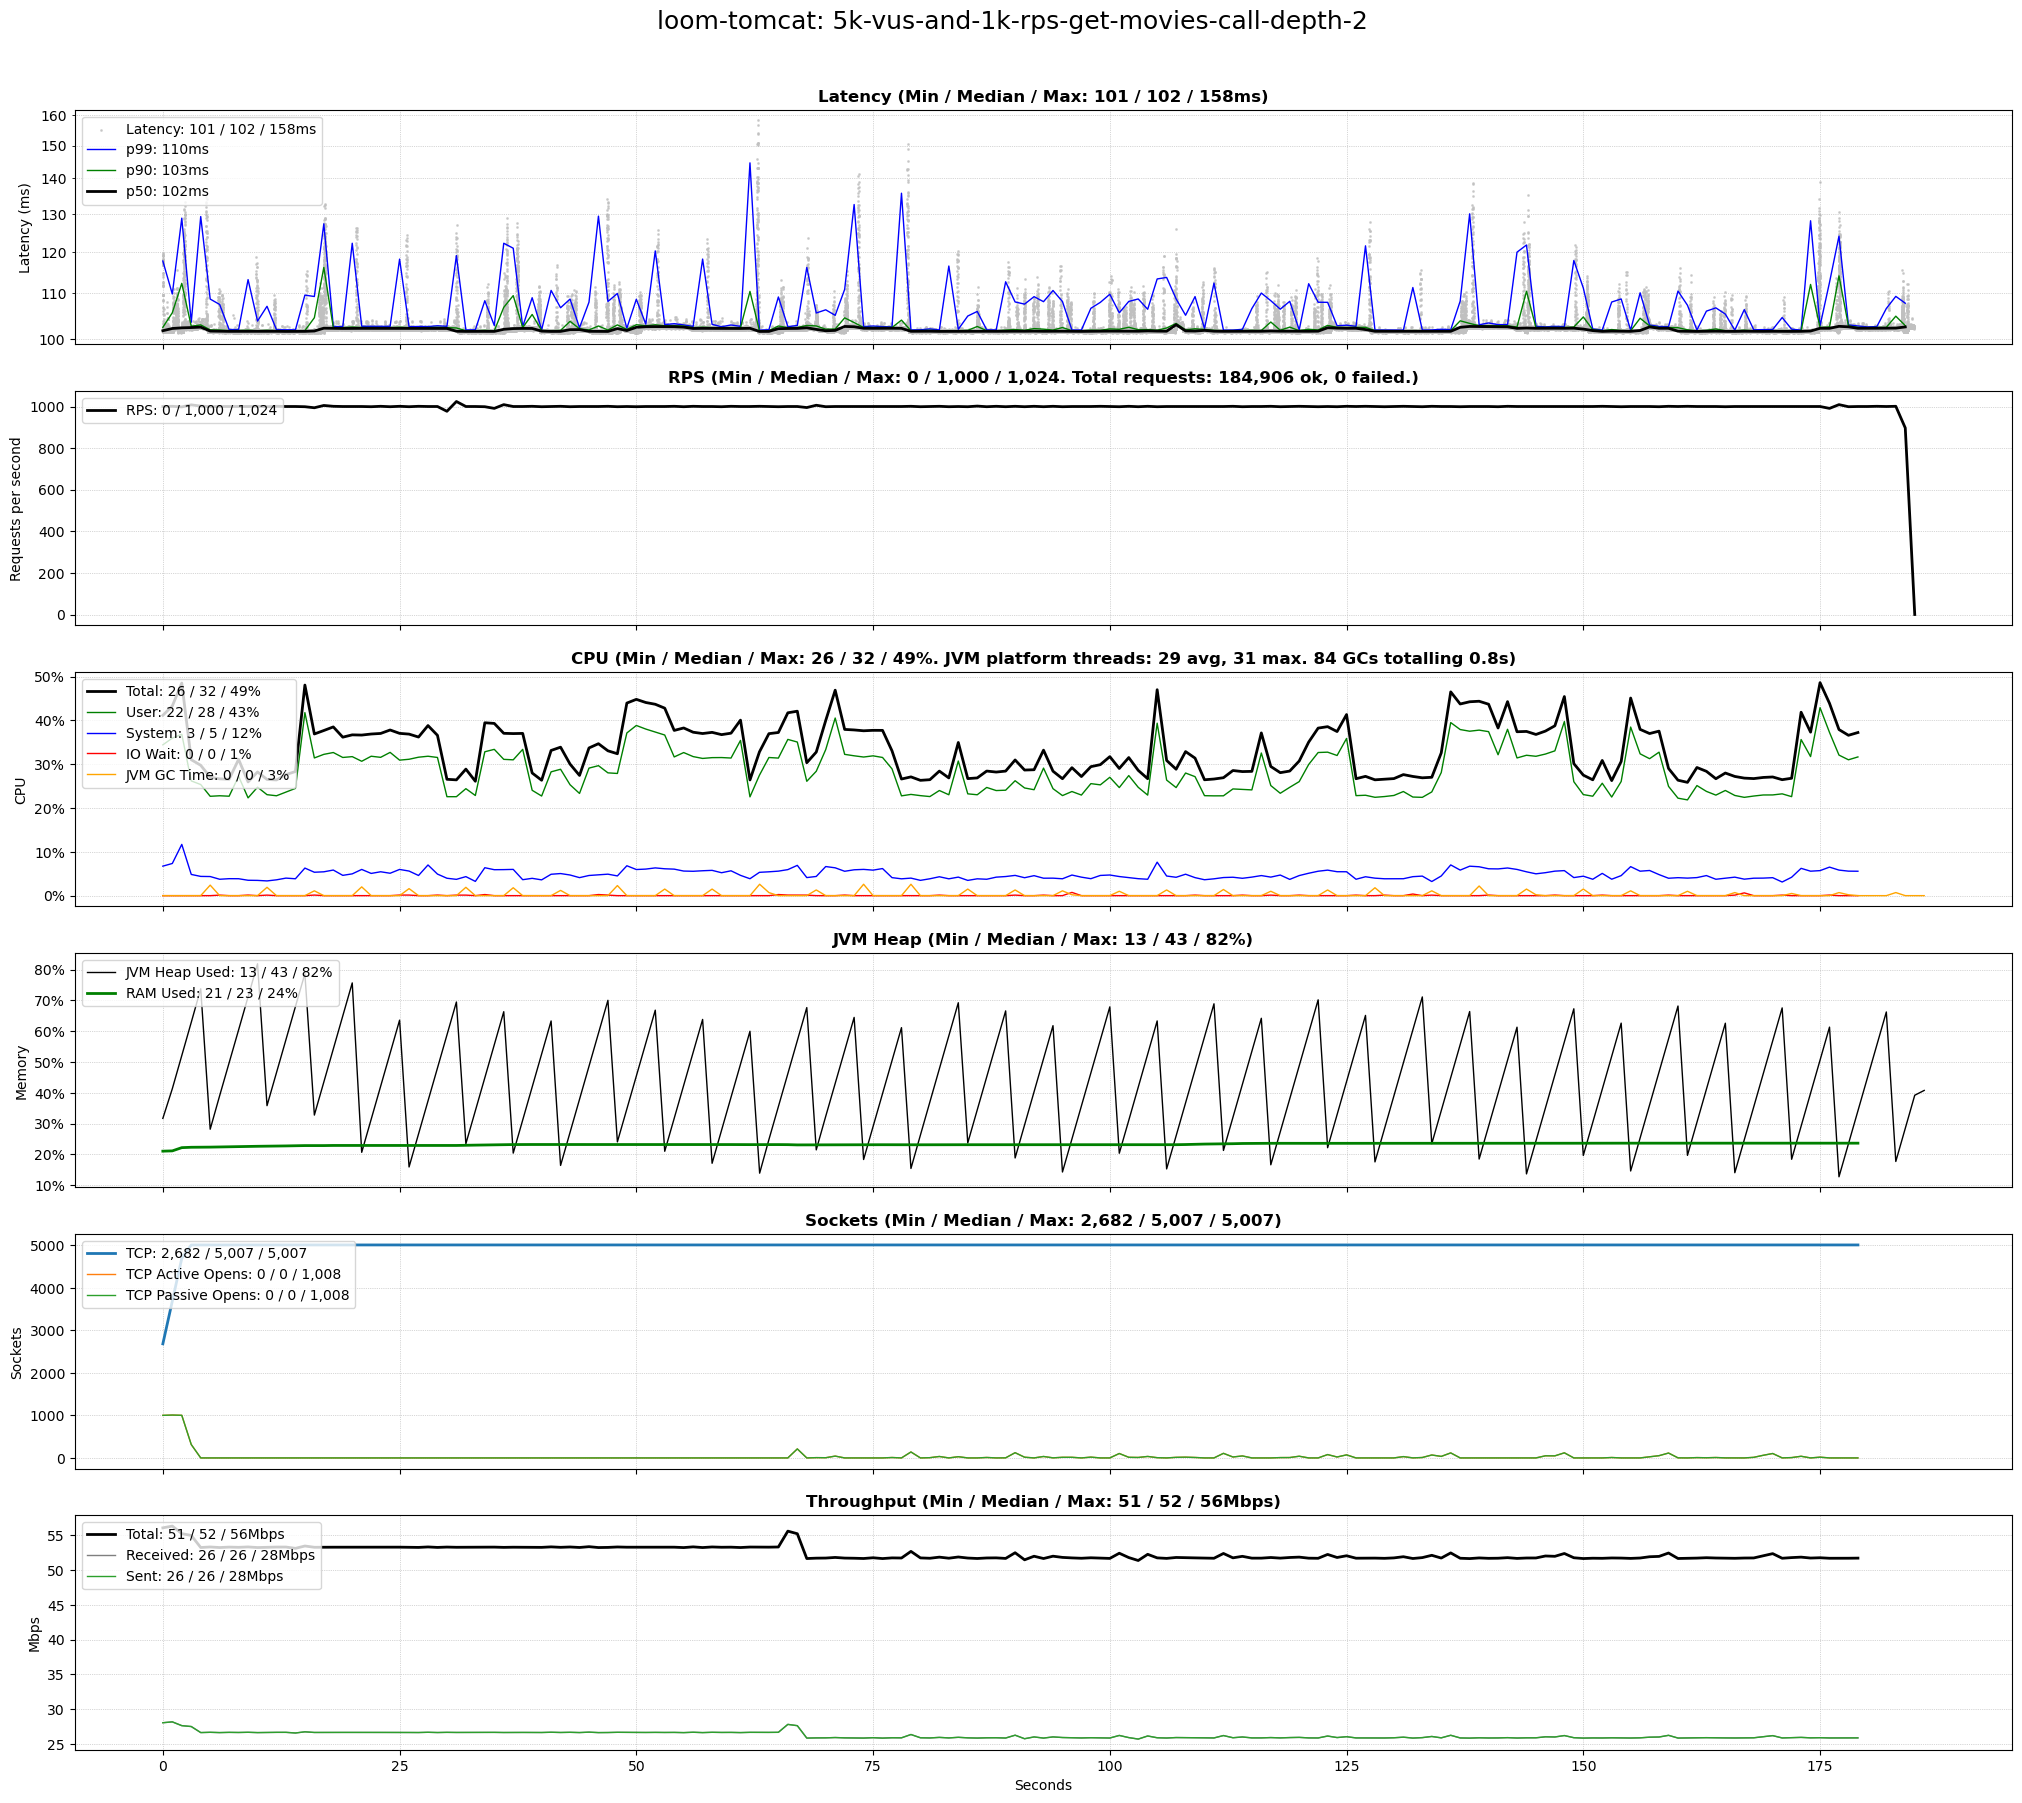 loom-tomcat: 5k-vus-and-1k-rps-get-movies-call-depth-2
Latency (Min / Median / Max: 101 / 102 / 158ms)
Latency (ms)
160
150
140
130
120
110
100
Latency: 101 / 102 / 158ms
p99: 110ms
p90: 103ms
p50: 102ms
RPS (Min / Median / Max: 0 / 1,000 / 1,024. Total requests: 184,906 ok, 0 failed.)
Requests per second
1000
800
600
400
200
0
RPS: 0 / 1,000 / 1,024
CPU (Min / Median / Max: 26 / 32 / 49%. JVM platform threads: 29 avg, 31 max. 84 GCs totalling 0.8s)
CPU
50%
40%
30%
20%
10%
0%
Total: 26 / 32 / 49%
User: 22 / 28 / 43%
System: 3 / 5 / 12%
IO Wait: 0 / 0 / 1%
JVM GC Time: 0 / 0 / 3%
JVM Heap (Min / Median / Max: 13 / 43 / 82%)
Memory
80%
70%
60%
50%
40%
30%
20%
10%
JVM Heap Used: 13 / 43 / 82%
RAM Used: 21 / 23 / 24%
Sockets (Min / Median / Max: 2,682 / 5,007 / 5,007)
Sockets
5000
4000
3000
2000
1000
0
TCP: 2,682 / 5,007 / 5,007
TCP Active Opens: 0 / 0 / 1,008
TCP Passive Opens: 0 / 0 / 1,008
Throughput (Min / Median / Max: 51 / 52 / 56Mbps)
Mbps
55
50
45
40
35
30
25
Total: 51 / 52 / 56Mbps
Received: 26 / 26 / 28Mbps
Sent: 26 / 26 / 28Mbps
0 25 50 75 100 125 150 175
Seconds